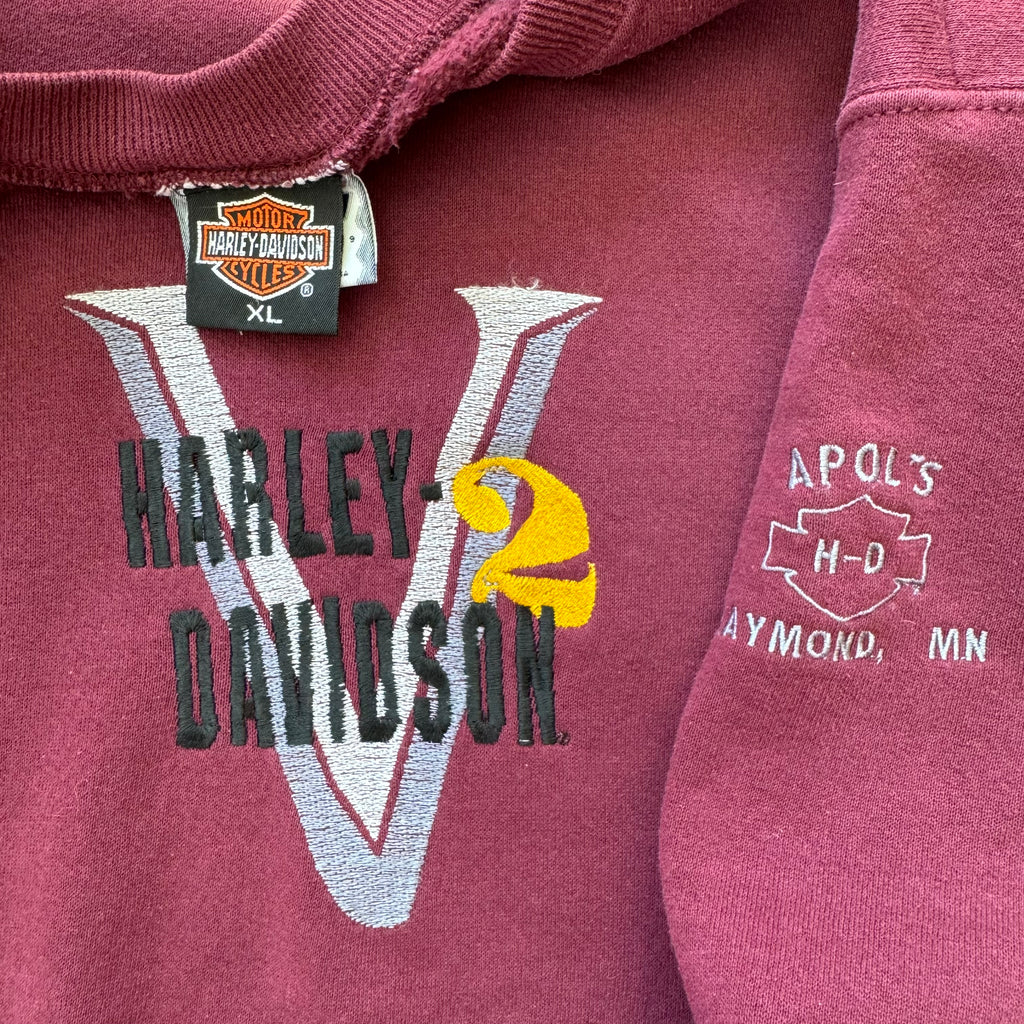 MOTOR
HARLEY-DAVIDSON
CYCLES
®
XL
V
HARLEY-
2
DAVIDSON
APOL'S
H-D
AYMOND, MN